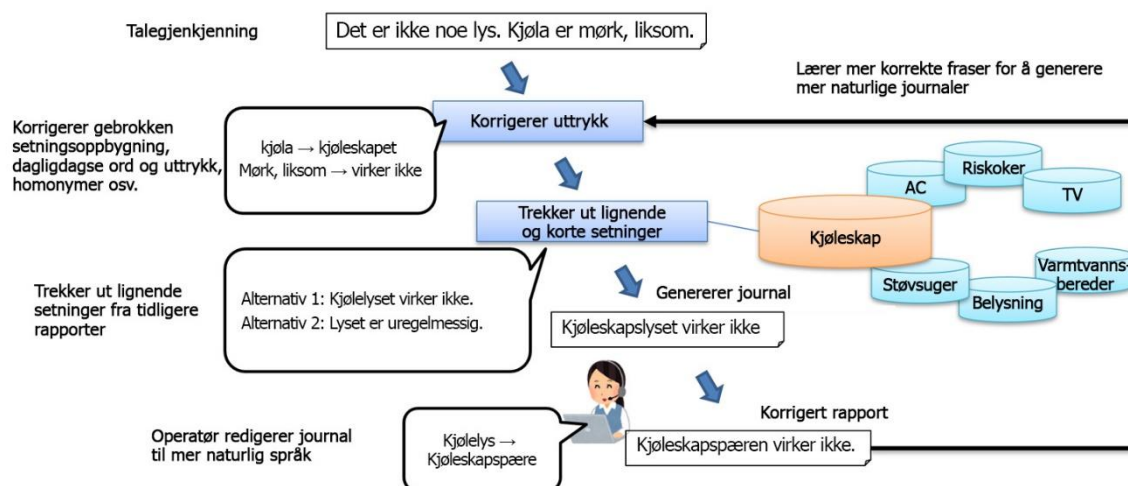 Talegjenkjenning
Det er ikke noe lys. Kjøla er mørk, liksom.
Lærer mer korrekte fraser for å generere
mer naturlige journaler
Korrigerer gebrokken
setningsoppbygning,
dagligdagse ord og uttrykk,
homonymer osv.
kjøla → kjøleskapet
Mørk, liksom → virker ikke
Korrigerer uttrykk
Trekker ut lignende
og korte setninger
Kjøleskap
AC
Riskoker
TV
Støvsuger
Belysning
Varmtvanns-
bereder
Trekker ut lignende
setninger fra tidligere
rapporter
Alternativ 1: Kjølelyset virker ikke.
Alternativ 2: Lyset er uregelmessig.
Genererer journal
Kjøleskapslyset virker ikke
Operatør redigerer journal
til mer naturlig språk
Kjølelys →
Kjøleskapspære
Korrigert rapport
Kjøleskapspæren virker ikke.